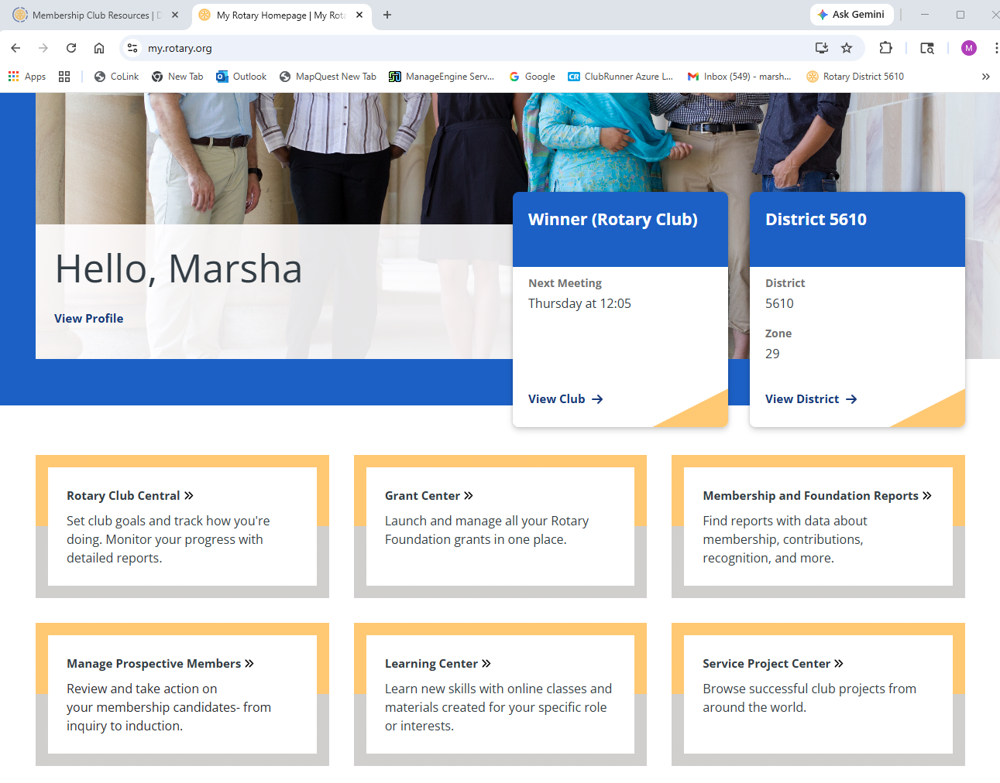 Membership Club Resources | D
My Rotary Homepage | My Rota
Ask Gemini
my.rotary.org
M
Apps
CoLink
New Tab
Outlook
MapQuest New Tab
ManageEngine Serv...
Google
CR
ClubRunner Azure L...
Inbox (549) - marsh...
Rotary District 5610
Hello, Marsha
View Profile
Winner (Rotary Club)
Next Meeting
Thursday at 12:05
View Club →
District 5610
District
5610
Zone
29
View District →
Rotary Club Central »
Set club goals and track how you're
doing. Monitor your progress with
detailed reports.
Grant Center »
Launch and manage all your Rotary
Foundation grants in one place.
Membership and Foundation Reports »
Find reports with data about
membership, contributions,
recognition, and more.
Manage Prospective Members »
Review and take action on
your membership candidates- from
inquiry to induction.
Learning Center »
Learn new skills with online classes and
materials created for your specific role
or interests.
Service Project Center »
Browse successful club projects from
around the world.